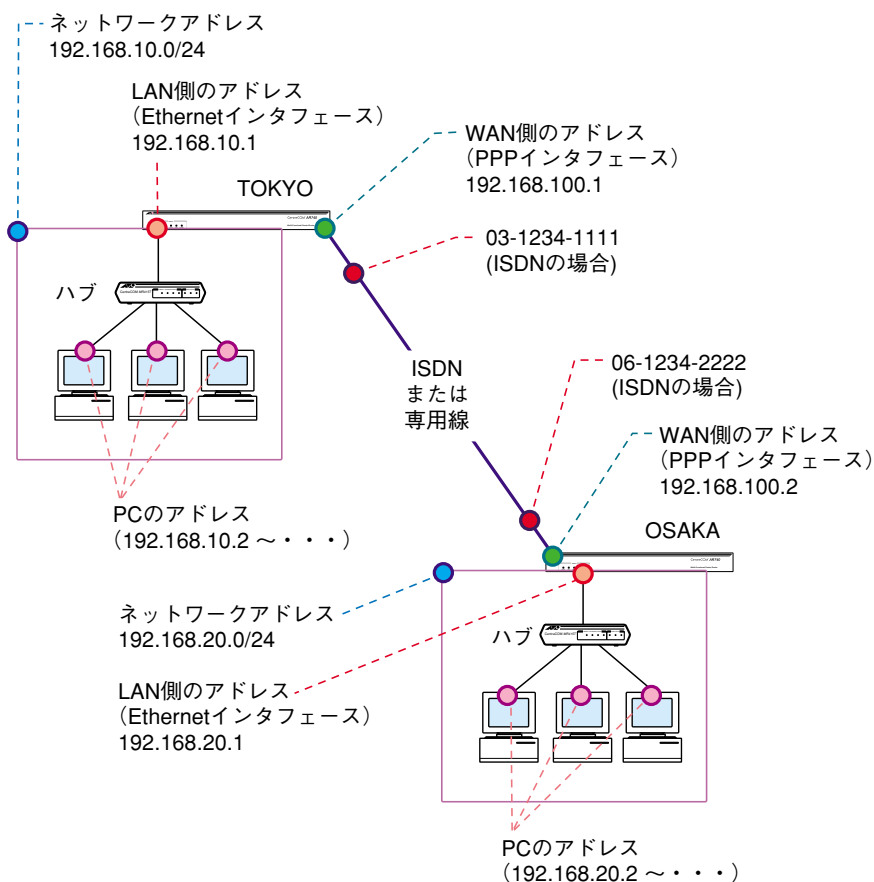 ネットワークアドレス
192.168.10.0/24
LAN側のアドレス
(Ethernetインタフェース)
192.168.10.1
WAN側のアドレス
(PPPインタフェース)
192.168.100.1
TOKYO
03-1234-1111
(ISDNの場合)
ハブ
ISDN
または
専用線
06-1234-2222
(ISDNの場合)
WAN側のアドレス
(PPPインタフェース)
192.168.100.2
PCのアドレス
(192.168.10.2 ～・・・)
OSAKA
ネットワークアドレス
192.168.20.0/24
ハブ
LAN側のアドレス
(Ethernetインタフェース)
192.168.20.1
PCのアドレス
(192.168.20.2 ～・・・)